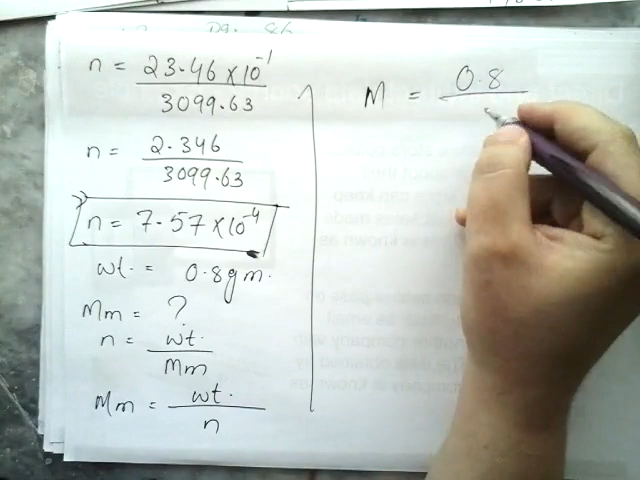 n = 23.46 × 10⁻¹
3099.63
n = 2.346
3099.63
n = 7.57 × 10⁻⁴
wt. = 0.8 gm.
Mm = ?
n = wt.
Mm
Mm = wt.
n
M = 0.8